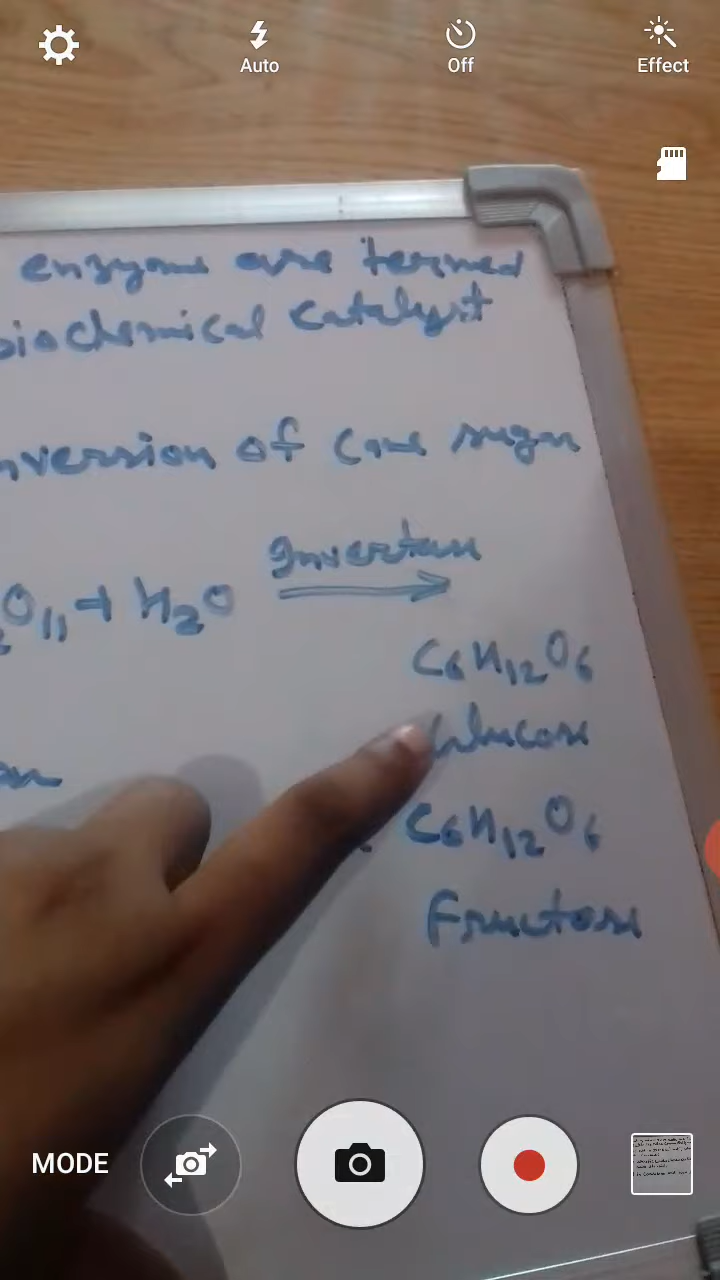 Auto Off Effect
enzyme are termed
biochemical catalyst
nversion of cane sugar
Invertase
O11 + H2O
C6H12O6
Glucose
C6H12O6
Fructose
MODE